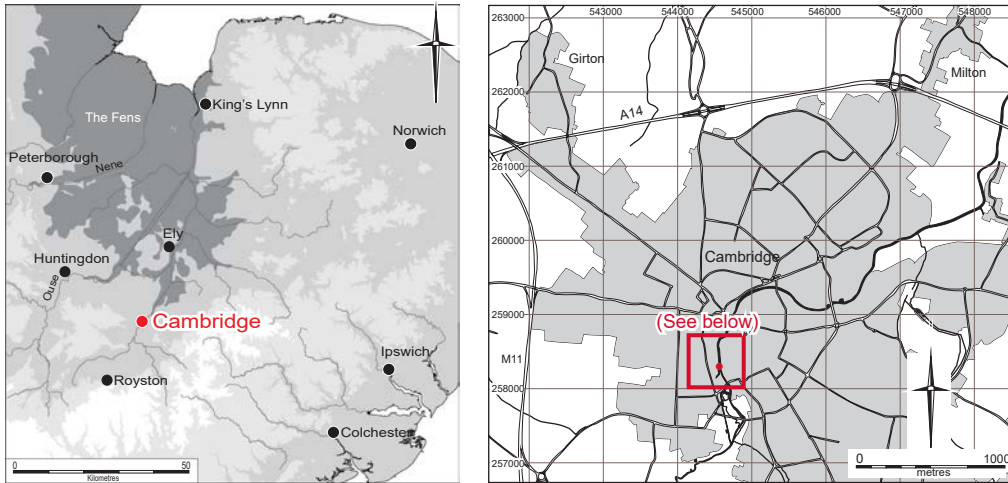 King's Lynn
The Fens
Norwich
Peterborough
Nene
Ely
Huntingdon
Ouse
Cambridge
Ipswich
Royston
Colchester
0 50
Kilometres
543000 544000 545000 546000 547000 548000
263000
Girton
Milton
262000
A14
261000
260000
Cambridge
259000
(See below)
M11
258000
257000
0 1000
metres